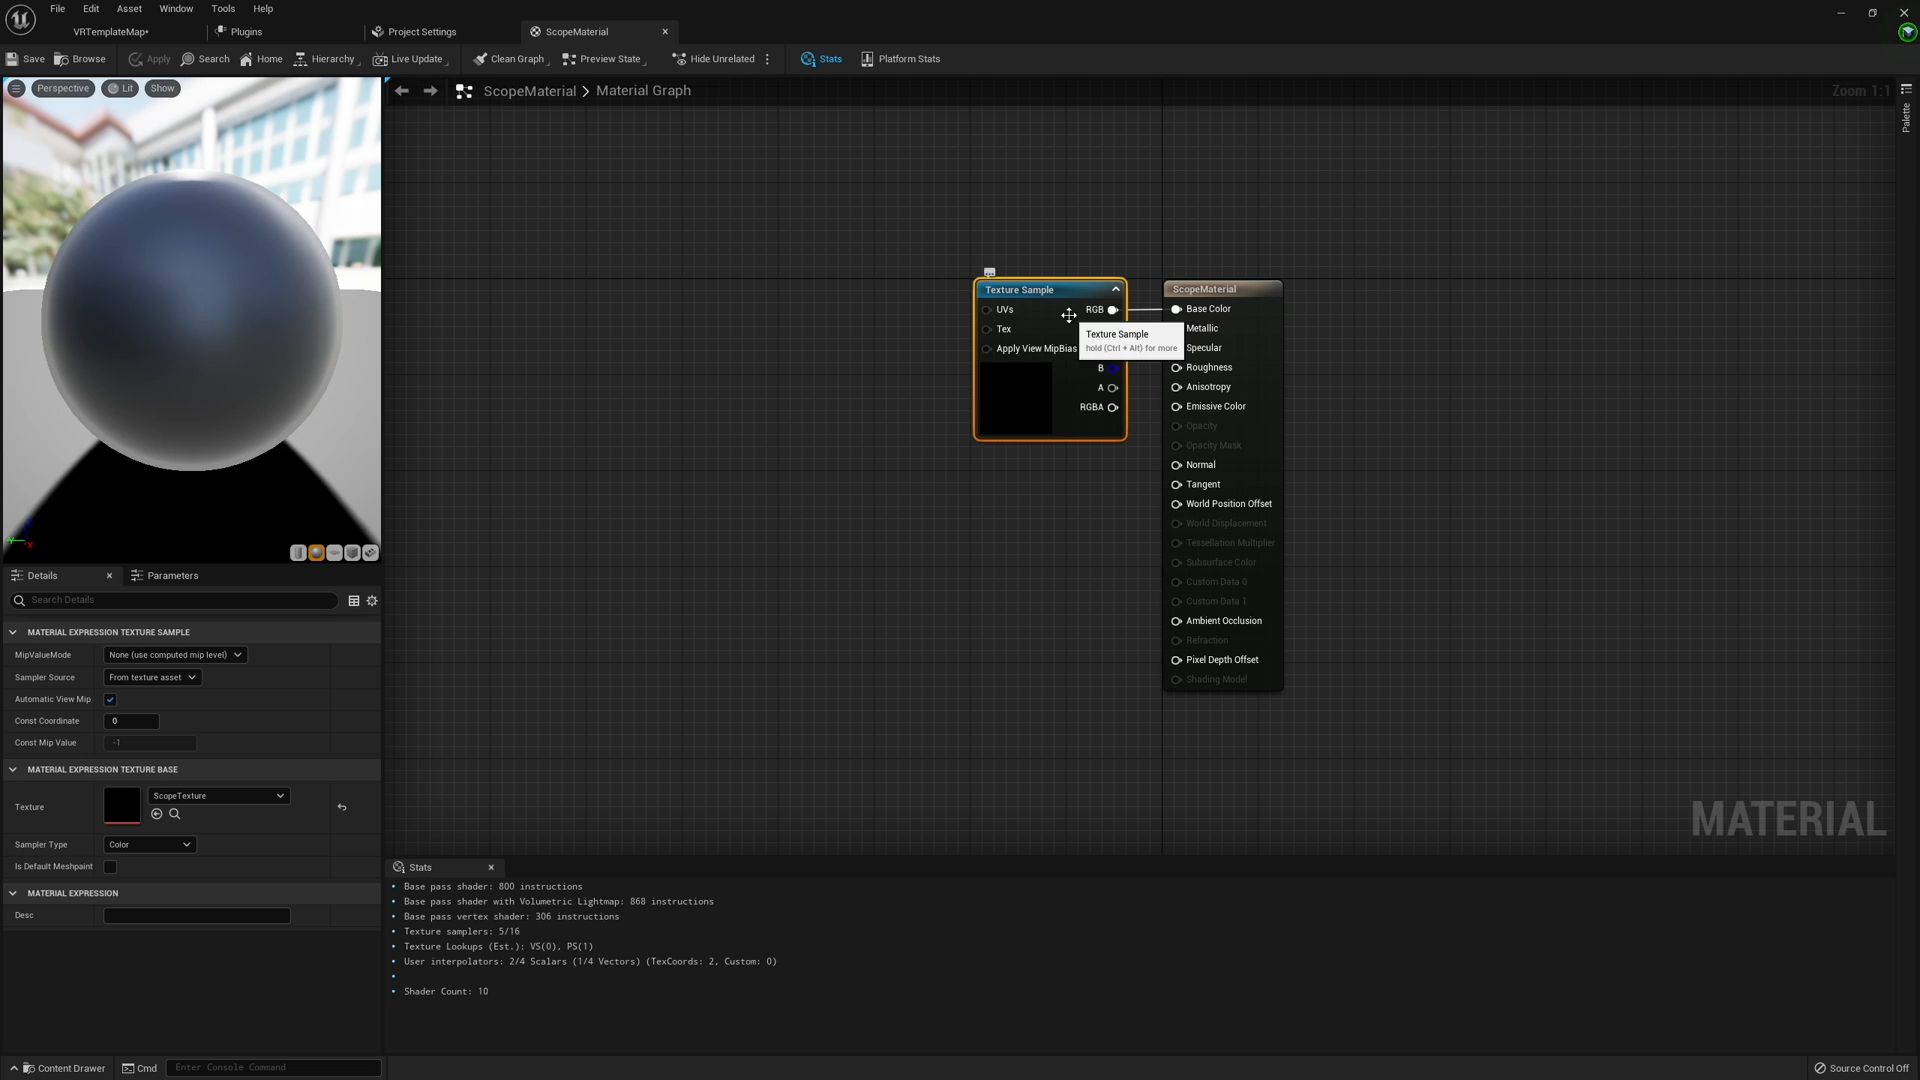 File Edit Asset Window Tools Help
VRTemplateMap* Plugins Project Settings ScopeMaterial
Save Browse Apply Search Home Hierarchy Live Update Clean Graph Preview State Hide Unrelated Stats Platform Stats
Perspective Lit Show
ScopeMaterial > Material Graph
Zoom 1:1
Palette
Texture Sample
UVs RGB
Tex
Apply View MipBias
B
A
RGBA
Texture Sample
hold (Ctrl + Alt) for more
ScopeMaterial
Base Color
Metallic
Specular
Roughness
Anisotropy
Emissive Color
Opacity
Opacity Mask
Normal
Tangent
World Position Offset
World Displacement
Tessellation Multiplier
Subsurface Color
Custom Data 0
Custom Data 1
Ambient Occlusion
Refraction
Pixel Depth Offset
Shading Model
MATERIAL
Details Parameters
Search Details
MATERIAL EXPRESSION TEXTURE SAMPLE
MipValueMode None (use computed mip level)
Sampler Source From texture asset
Automatic View Mip
Const Coordinate 0
Const Mip Value -1
MATERIAL EXPRESSION TEXTURE BASE
Texture ScopeTexture
Sampler Type Color
Is Default Meshpaint
MATERIAL EXPRESSION
Desc
Stats
Base pass shader: 800 instructions
Base pass shader with Volumetric Lightmap: 868 instructions
Base pass vertex shader: 306 instructions
Texture samplers: 5/16
Texture Lookups (Est.): VS(0), PS(1)
User interpolators: 2/4 Scalars (1/4 Vectors) (TexCoords: 2, Custom: 0)
Shader Count: 10
Content Drawer Cmd Enter Console Command Source Control Off